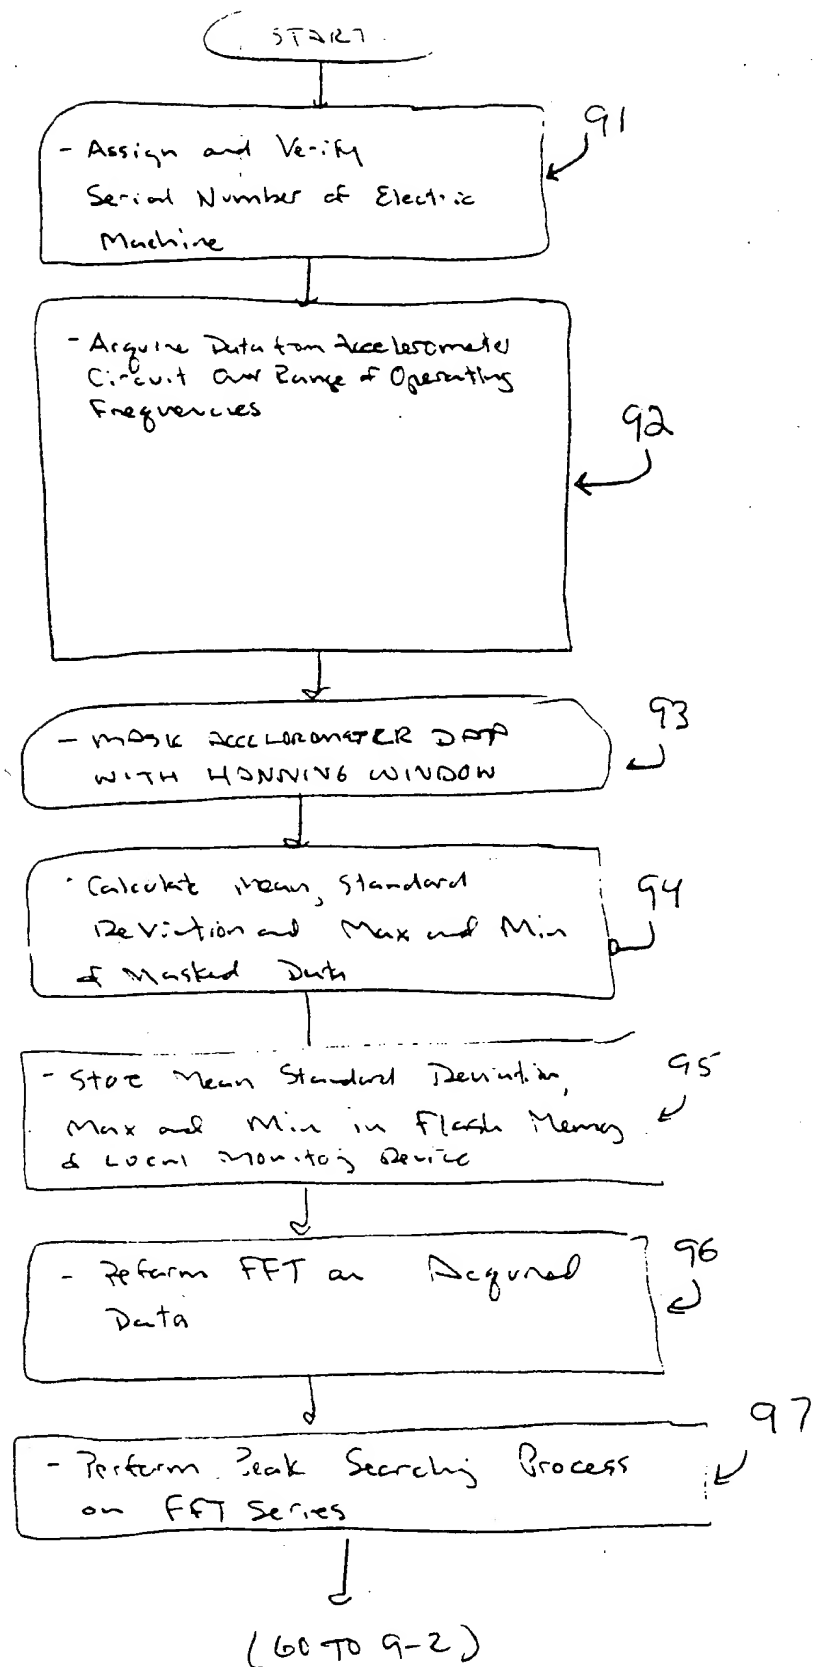 START
91
- Assign and Verify
Serial Number of Electric
Machine
- Acquire Data from Accelerometer
Circuit Over Range of Operating
Frequencies
92
93
- MASK ACCELOROMETER DATA
WITH HANNING WINDOW
- Calculate Mean, Standard
Deviation and Max and Min
of Masked Data
94
- Store Mean Standard Deviation,
Max and Min in Flash Memory
of Local Monitoring Device
95
- Perform FFT on Acquired
Data
96
- Perform Peak Searching Process
on FFT Series
97
(GO TO 9-2)